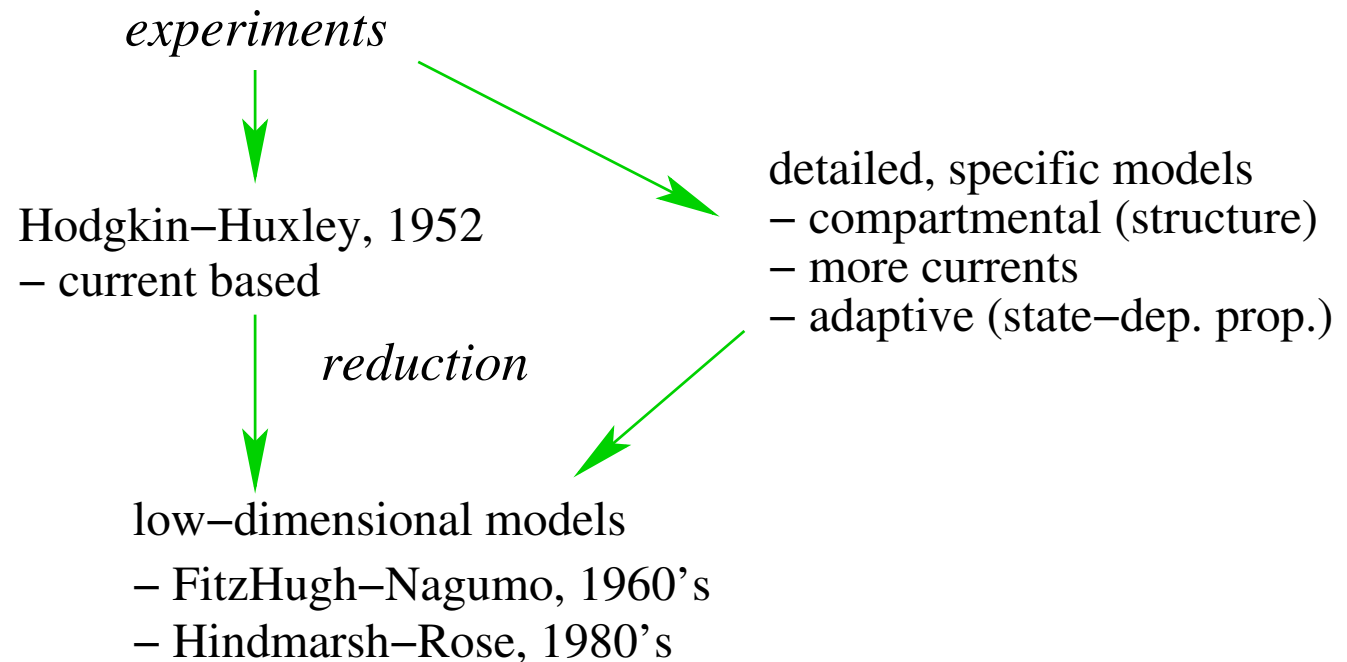 experiments
Hodgkin−Huxley, 1952
− current based
detailed, specific models
− compartmental (structure)
− more currents
− adaptive (state−dep. prop.)
reduction
low−dimensional models
− FitzHugh−Nagumo, 1960’s
− Hindmarsh−Rose, 1980’s